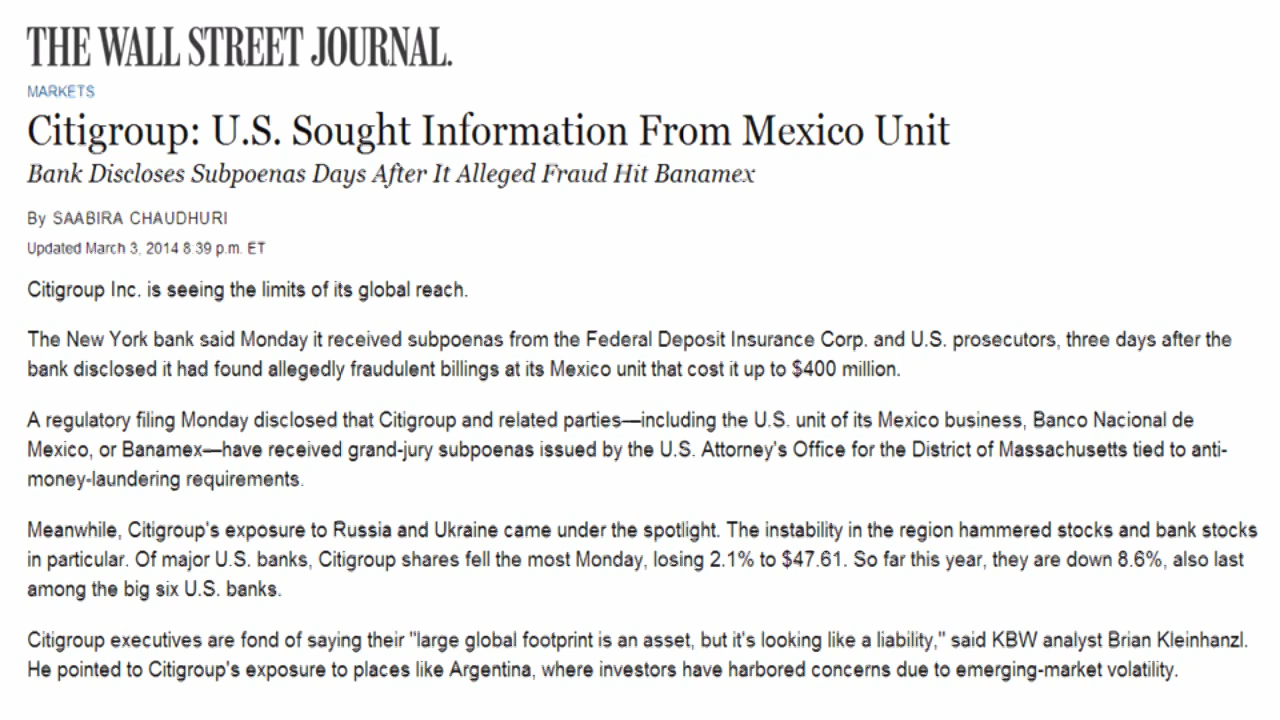 THE WALL STREET JOURNAL.
MARKETS
Citigroup: U.S. Sought Information From Mexico Unit
Bank Discloses Subpoenas Days After It Alleged Fraud Hit Banamex
By SAABIRA CHAUDHURI
Updated March 3, 2014 8:39 p.m. ET
Citigroup Inc. is seeing the limits of its global reach.
The New York bank said Monday it received subpoenas from the Federal Deposit Insurance Corp. and U.S. prosecutors, three days after the
bank disclosed it had found allegedly fraudulent billings at its Mexico unit that cost it up to $400 million.
A regulatory filing Monday disclosed that Citigroup and related parties—including the U.S. unit of its Mexico business, Banco Nacional de
Mexico, or Banamex—have received grand-jury subpoenas issued by the U.S. Attorney's Office for the District of Massachusetts tied to anti-
money-laundering requirements.
Meanwhile, Citigroup's exposure to Russia and Ukraine came under the spotlight. The instability in the region hammered stocks and bank stocks
in particular. Of major U.S. banks, Citigroup shares fell the most Monday, losing 2.1% to $47.61. So far this year, they are down 8.6%, also last
among the big six U.S. banks.
Citigroup executives are fond of saying their "large global footprint is an asset, but it's looking like a liability," said KBW analyst Brian Kleinhanzl.
He pointed to Citigroup's exposure to places like Argentina, where investors have harbored concerns due to emerging-market volatility.